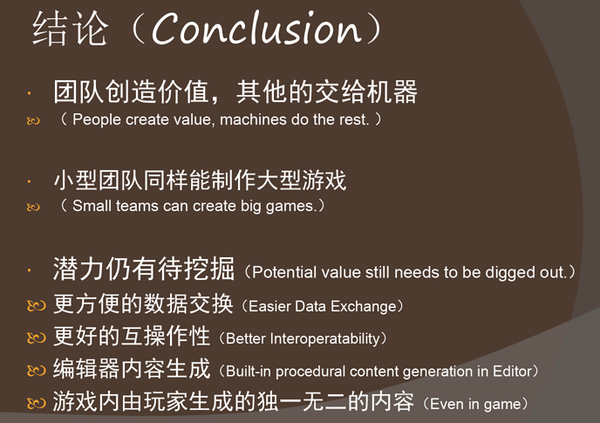 结论（Conclusion）
· 团队创造价值，其他的交给机器
（ People create value, machines do the rest. ）
· 小型团队同样能制作大型游戏
（ Small teams can create big games.）
· 潜力仍有待挖掘（Potential value still needs to be digged out.）
更方便的数据交换（Easier Data Exchange）
更好的互操作性（Better Interoperatability）
编辑器内容生成（Built-in procedural content generation in Editor）
游戏内由玩家生成的独一无二的内容（Even in game）